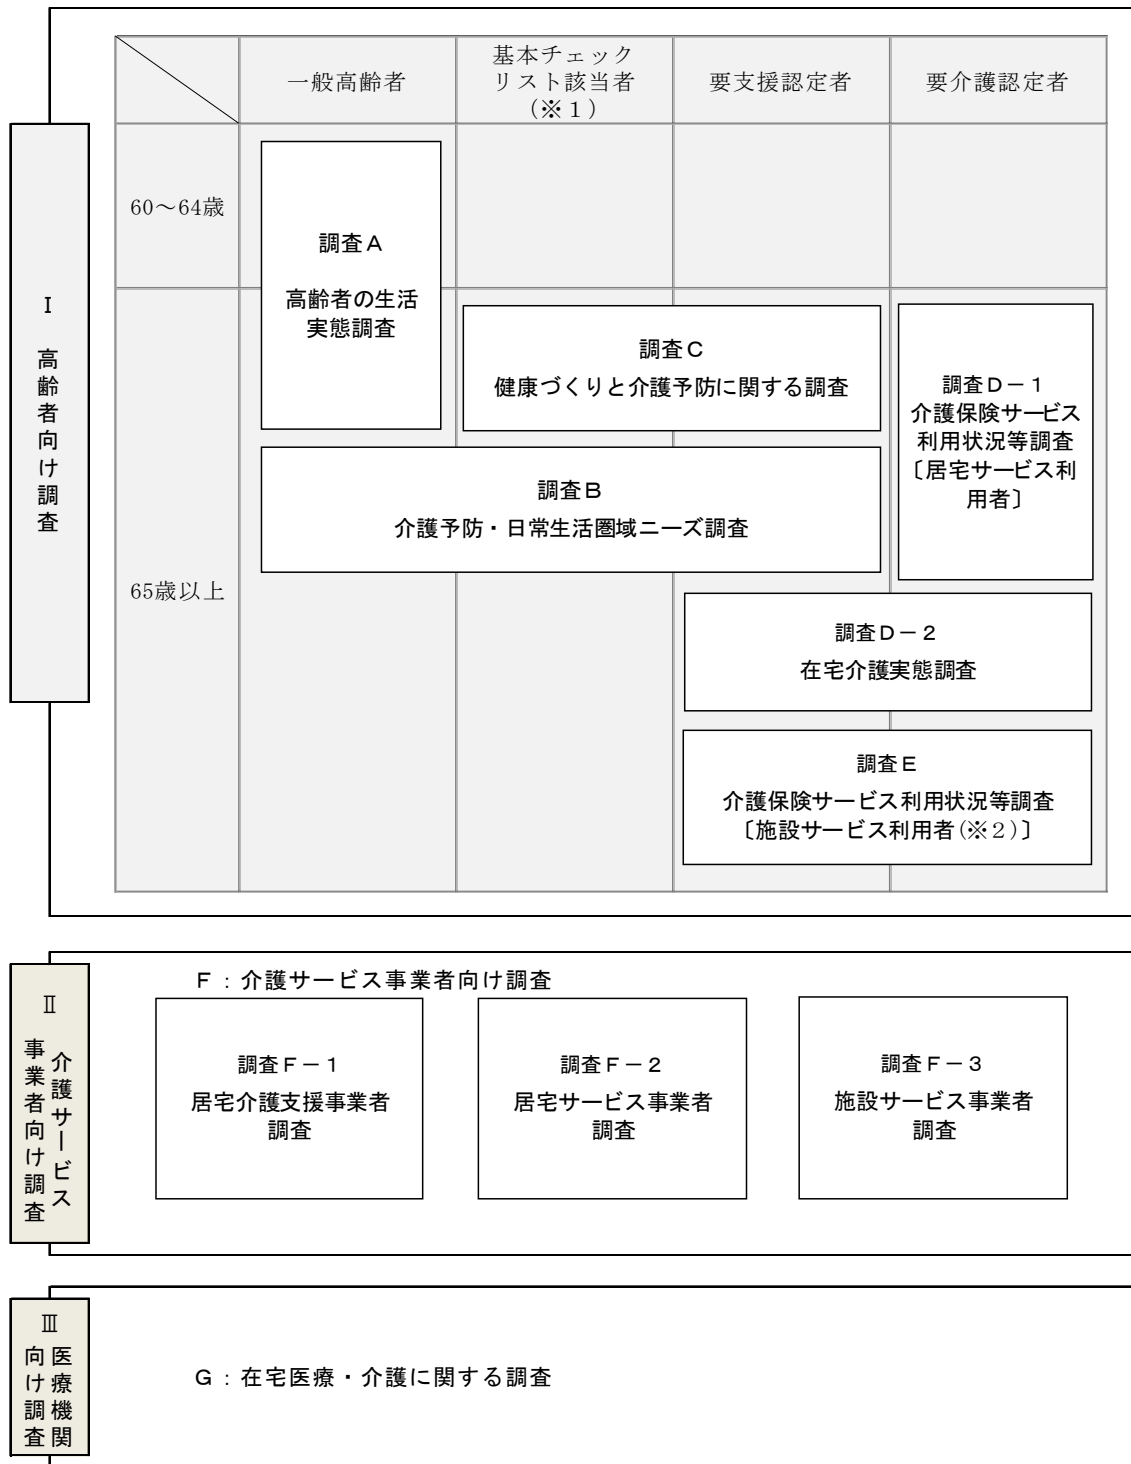 一般高齢者
基本チェック
リスト該当者
(※１)
要支援認定者
要介護認定者
Ⅰ 高齢者向け調査
60～64歳
65歳以上
調査Ａ
高齢者の生活
実態調査
調査Ｃ
健康づくりと介護予防に関する調査
調査Ｄ－１
介護保険サービス
利用状況等調査
〔居宅サービス利
用者〕
調査Ｂ
介護予防・日常生活圏域ニーズ調査
調査Ｄ－２
在宅介護実態調査
調査Ｅ
介護保険サービス利用状況等調査
〔施設サービス利用者(※２)〕
Ⅱ
介護サービス
事業者向け調査
Ｆ：介護サービス事業者向け調査
調査Ｆ－１
居宅介護支援事業者
調査
調査Ｆ－２
居宅サービス事業者
調査
調査Ｆ－３
施設サービス事業者
調査
Ⅲ
医療機関
向け調査
Ｇ：在宅医療・介護に関する調査